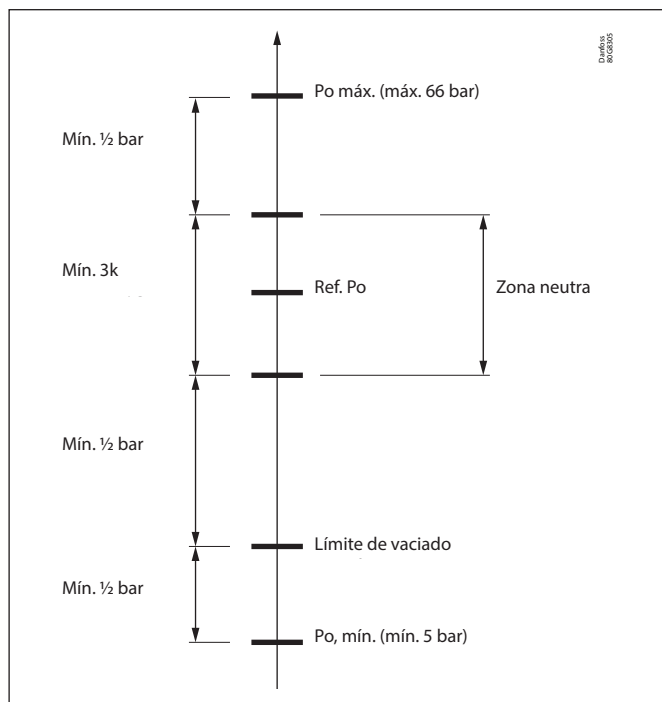 Danfoss
80G8305
Po máx. (máx. 66 bar)
Mín. ½ bar
Mín. 3k
Ref. Po
Zona neutra
Mín. ½ bar
Límite de vaciado
Mín. ½ bar
Po, mín. (mín. 5 bar)